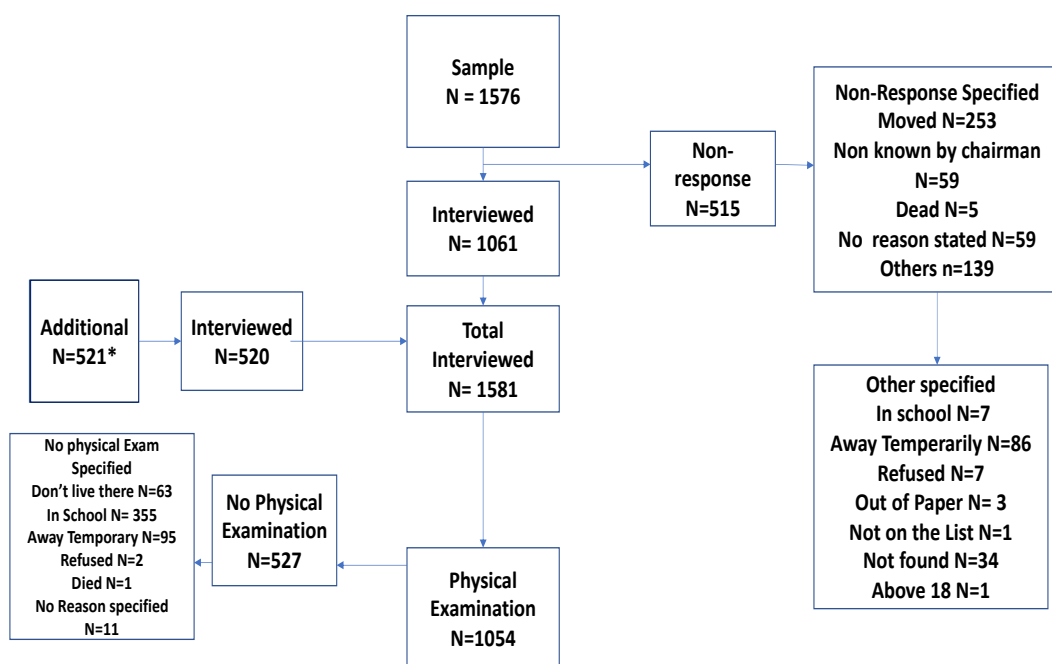 Sample
N = 1576
Non-
response
N=515
Non-Response Specified
Moved N=253
Non known by chairman
N=59
Dead N=5
No reason stated N=59
Others n=139
Interviewed
N= 1061
Additional
N=521*
Interviewed
N=520
Total
Interviewed
N= 1581
Other specified
In school N=7
Away Temperarily N=86
Refused N=7
Out of Paper N= 3
Not on the List N=1
Not found N=34
Above 18 N=1
No physical Exam
Specified
Don't live there N=63
In School N= 355
Away Temporary N=95
Refused N=2
Died N=1
No Reason specified
N=11
No Physical
Examination
N=527
Physical
Examination
N=1054